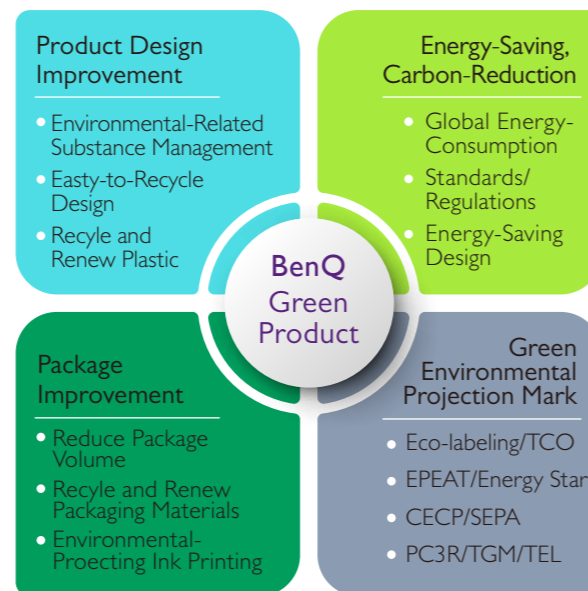 Product Design
Improvement
• Environmental-Related
Substance Management
• Easty-to-Recycle
Design
• Recyle and
Renew Plastic
Energy-Saving,
Carbon-Reduction
• Global Energy-
Consumption
• Standards/
Regulations
• Energy-Saving
Design
BenQ
Green
Product
Package
Improvement
• Reduce Package
Volume
• Recyle and Renew
Packaging Materials
• Environmental-
Proecting Ink Printing
Green
Environmental
Projection Mark
• Eco-labeling/TCO
• EPEAT/Energy Star
• CECP/SEPA
• PC3R/TGM/TEL